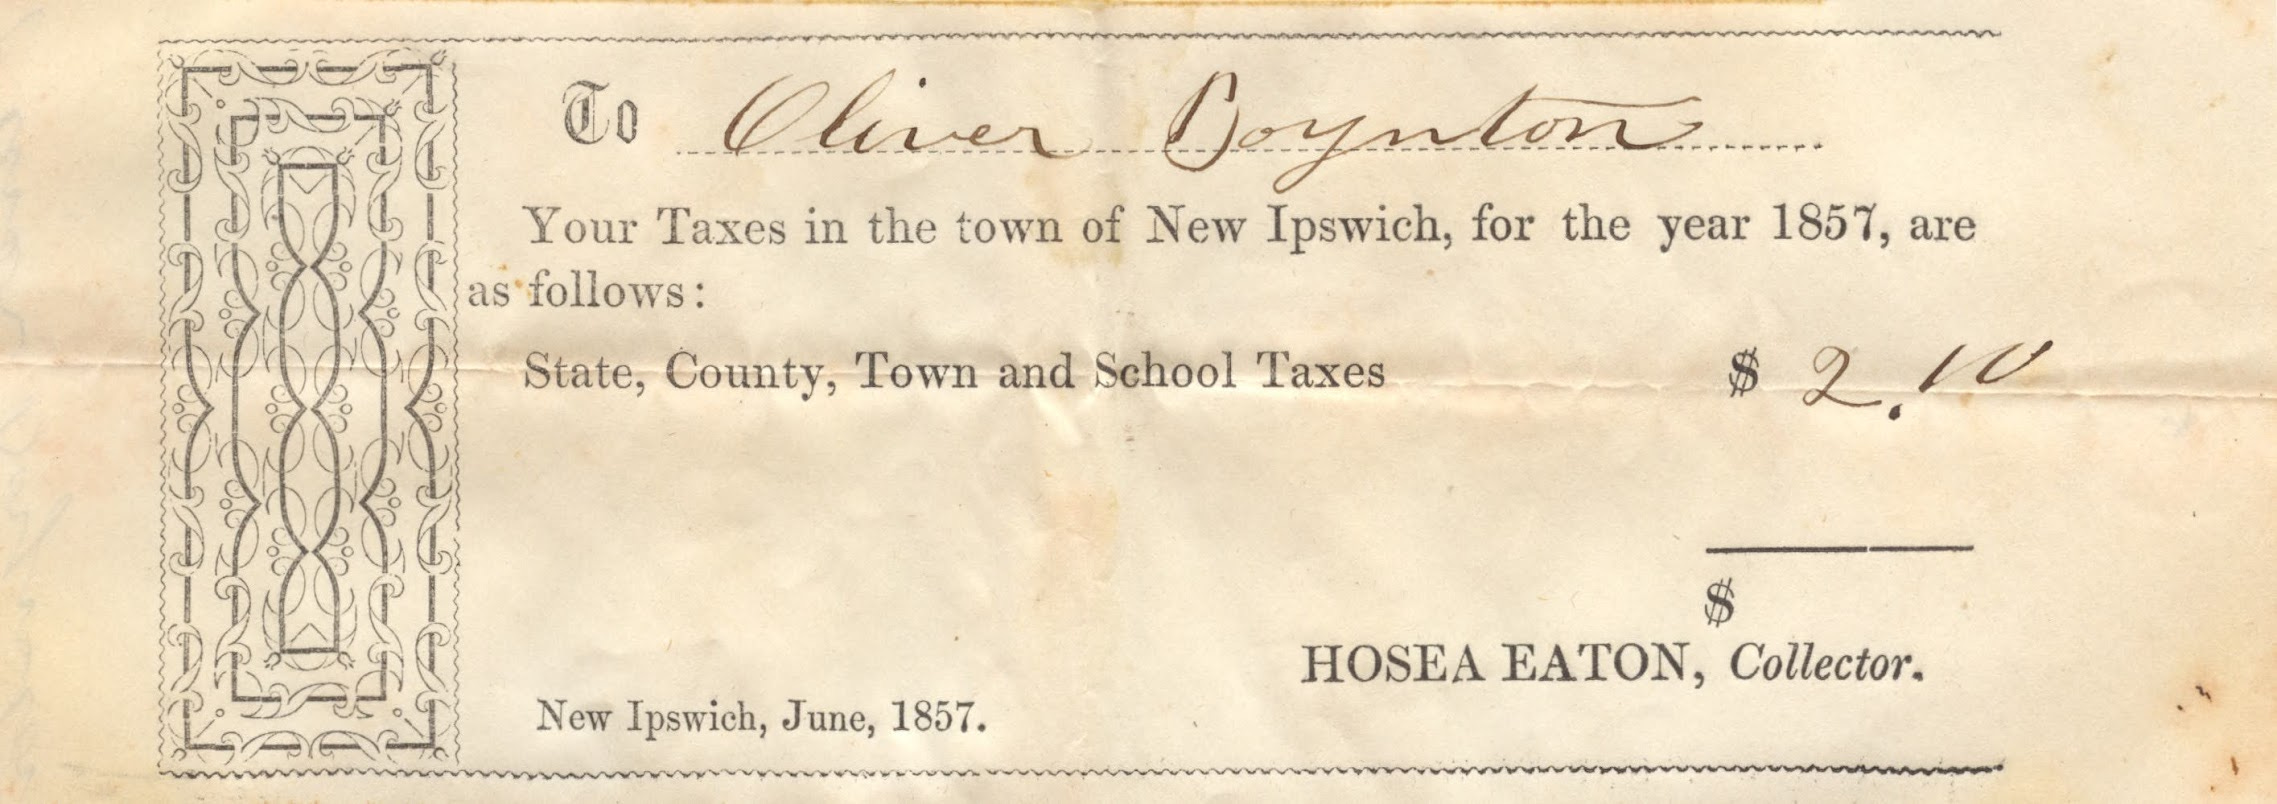 To Oliver Boynton
Your Taxes in the town of New Ipswich, for the year 1857, are
as follows:
State, County, Town and School Taxes $ 2.10
$
HOSEA EATON, Collector.
New Ipswich, June, 1857.